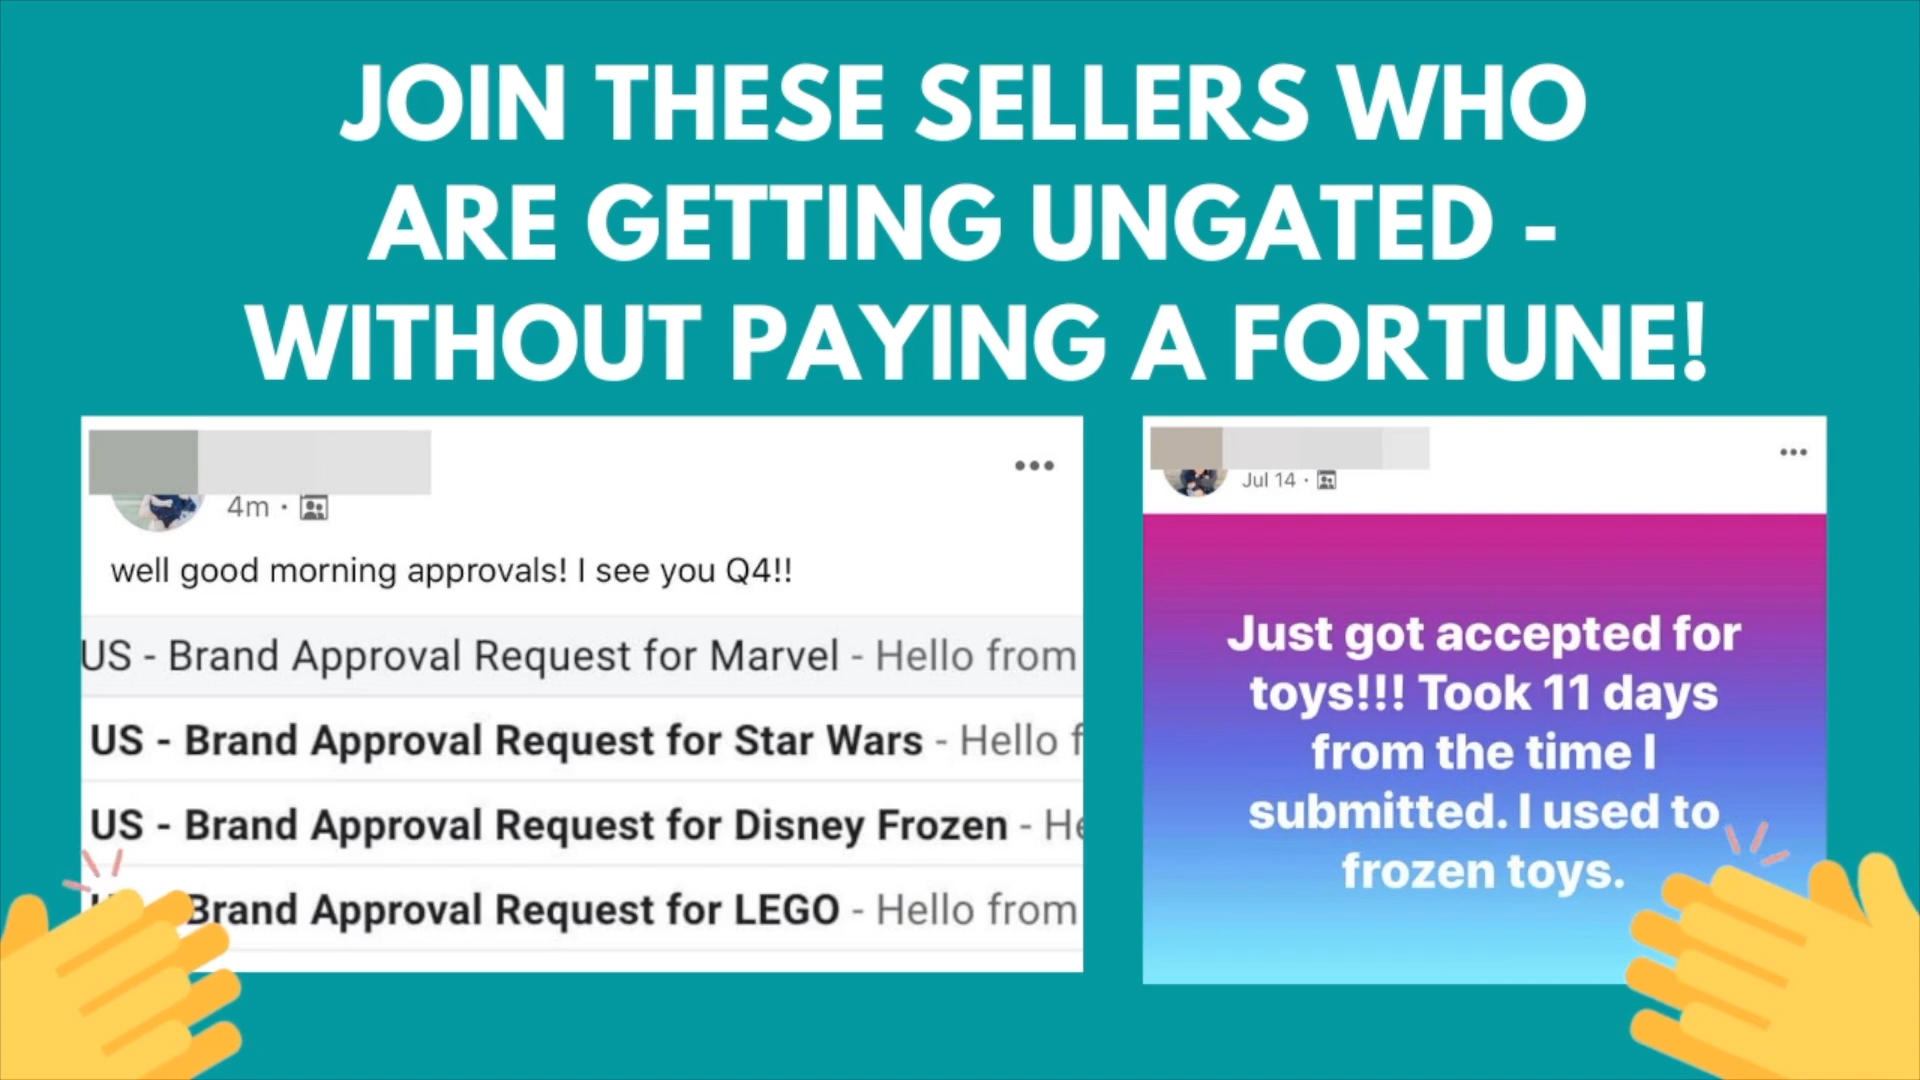 JOIN THESE SELLERS WHO
ARE GETTING UNGATED -
WITHOUT PAYING A FORTUNE!
4m ·
well good morning approvals! I see you Q4!!
US - Brand Approval Request for Marvel - Hello from
US - Brand Approval Request for Star Wars - Hello
US - Brand Approval Request for Disney Frozen -
Brand Approval Request for LEGO - Hello from
Jul 14 ·
Just got accepted for
toys!!! Took 11 days
from the time I
submitted. I used to
frozen toys.